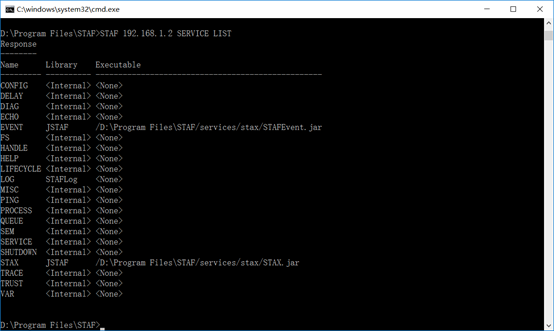 C:\windows\system32\cmd.exe
D:\Program Files\STAF>STAF 192.168.1.2 SERVICE LIST
Response
--------
Name      Library    Executable
--------- ---------- --------------------------------------------------
CONFIG    <Internal> <None>
DELAY     <Internal> <None>
DIAG      <Internal> <None>
ECHO      <Internal> <None>
EVENT     JSTAF      /D:\Program Files\STAF/services/stax/STAFEvent.jar
FS        <Internal> <None>
HANDLE    <Internal> <None>
HELP      <Internal> <None>
LIFECYCLE <Internal> <None>
LOG       STAFLog    <None>
MISC      <Internal> <None>
PING      <Internal> <None>
PROCESS   <Internal> <None>
QUEUE     <Internal> <None>
SEM       <Internal> <None>
SERVICE   <Internal> <None>
SHUTDOWN  <Internal> <None>
STAX      JSTAF      /D:\Program Files\STAF/services/stax/STAX.jar
TRACE     <Internal> <None>
TRUST     <Internal> <None>
VAR       <Internal> <None>
D:\Program Files\STAF>